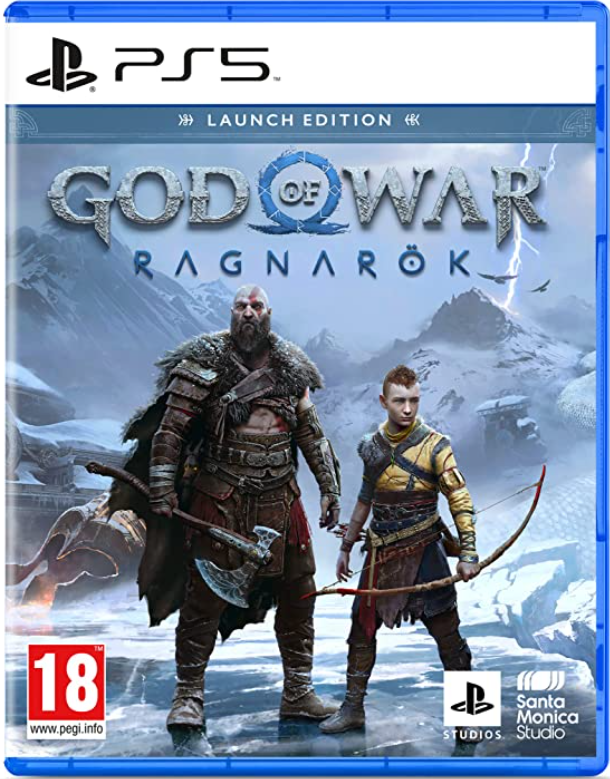 PS5
LAUNCH EDITION
GOD OF WAR
RAGNARÖK
18
www.pegi.info
STUDIOS
Santa
Monica
Studio